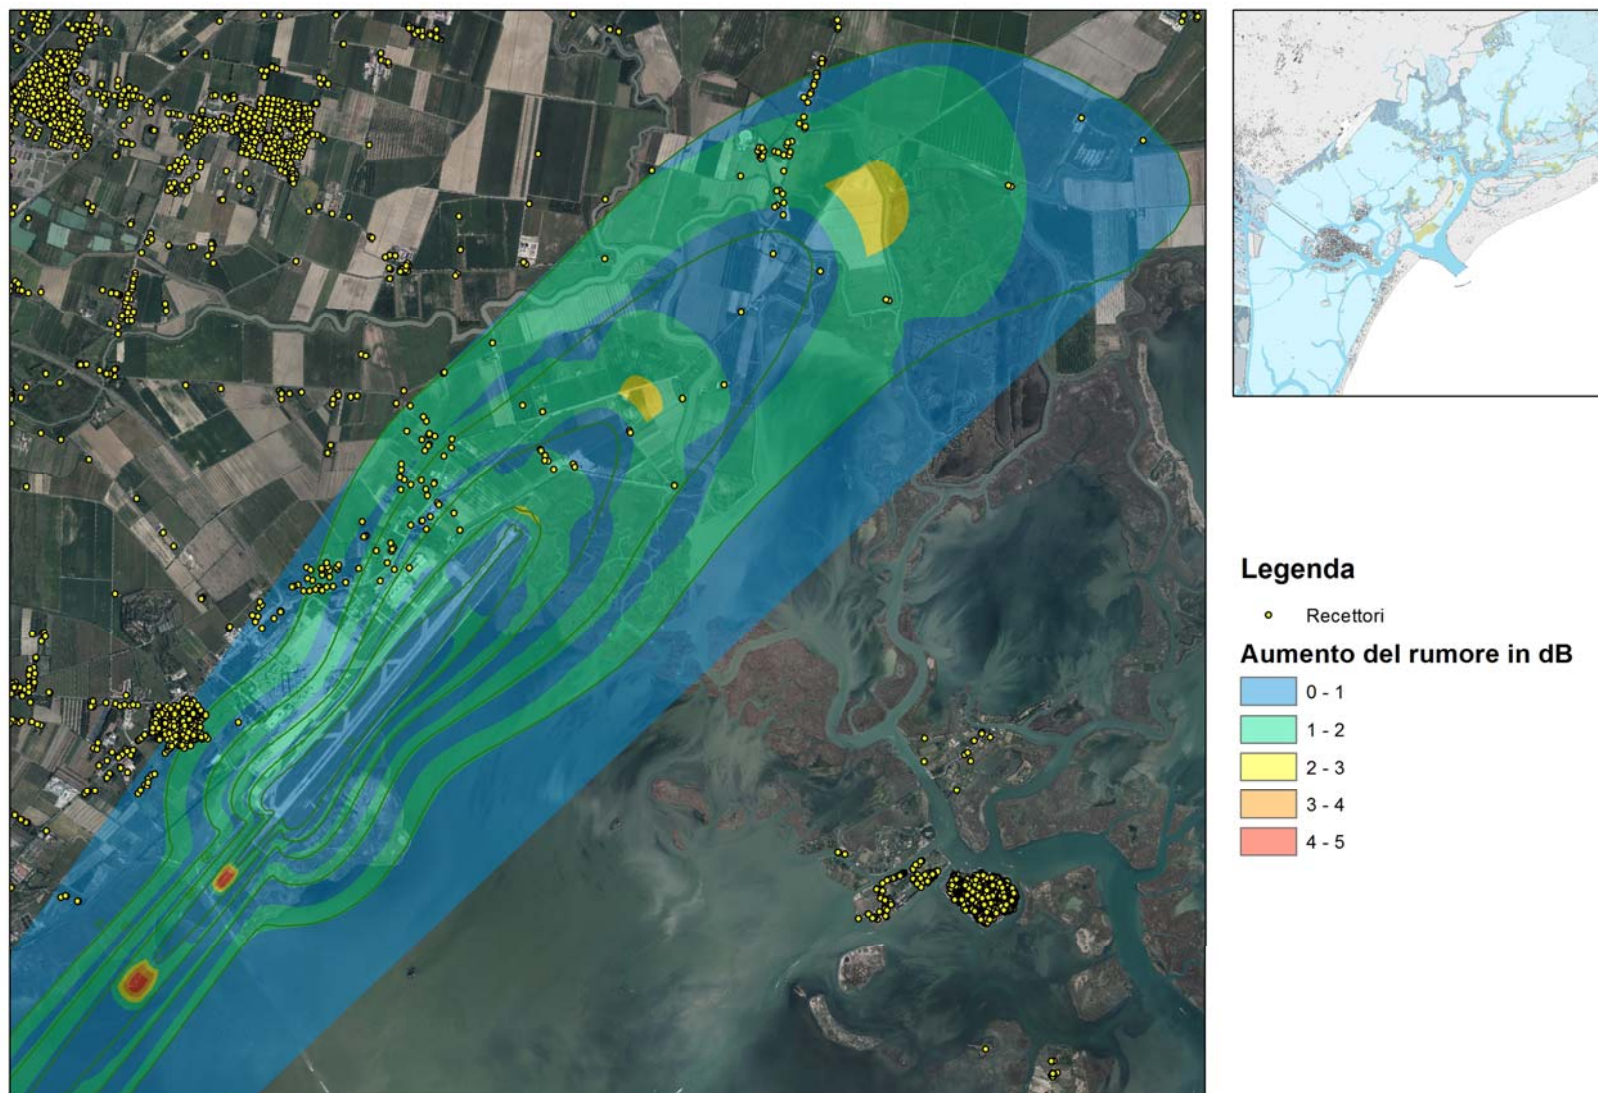 Legenda
Recettori
Aumento del rumore in dB
0 - 1
1 - 2
2 - 3
3 - 4
4 - 5